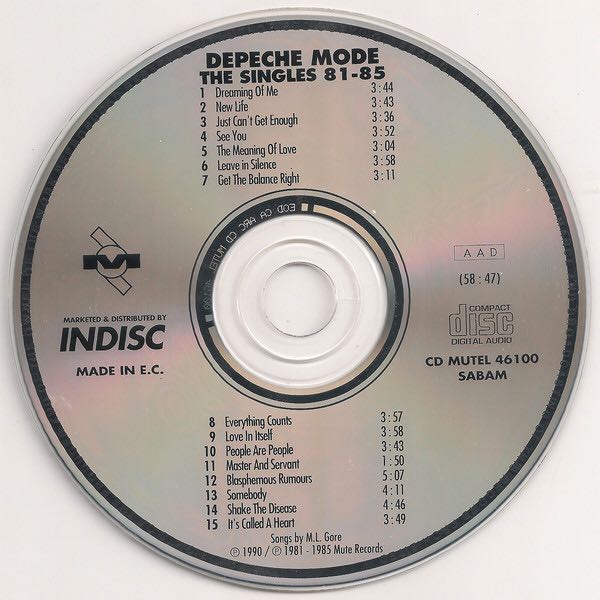 DEPECHE MODE
THE SINGLES 81-85
1 Dreaming Of Me 3:44
2 New Life 3:43
3 Just Can't Get Enough 3:36
4 See You 3:52
5 The Meaning Of Love 3:04
6 Leave in Silence 3:58
7 Get The Balance Right 3:11
EOD CA ARC CD MUTEL
MARKETED & DISTRIBUTED BY
INDISC
MADE IN E.C.
AAD
(58:47)
COMPACT
disc
DIGITAL AUDIO
CD MUTEL 46100
SABAM
8 Everything Counts 3:57
9 Love In Itself 3:58
10 People Are People 3:43
11 Master And Servant 1:50
12 Blasphemous Rumours 5:07
13 Somebody 4:11
14 Shake The Disease 4:46
15 It's Called A Heart 3:49
Songs by M.L. Gore
℗ 1990 / ℗ 1981 - 1985 Mute Records